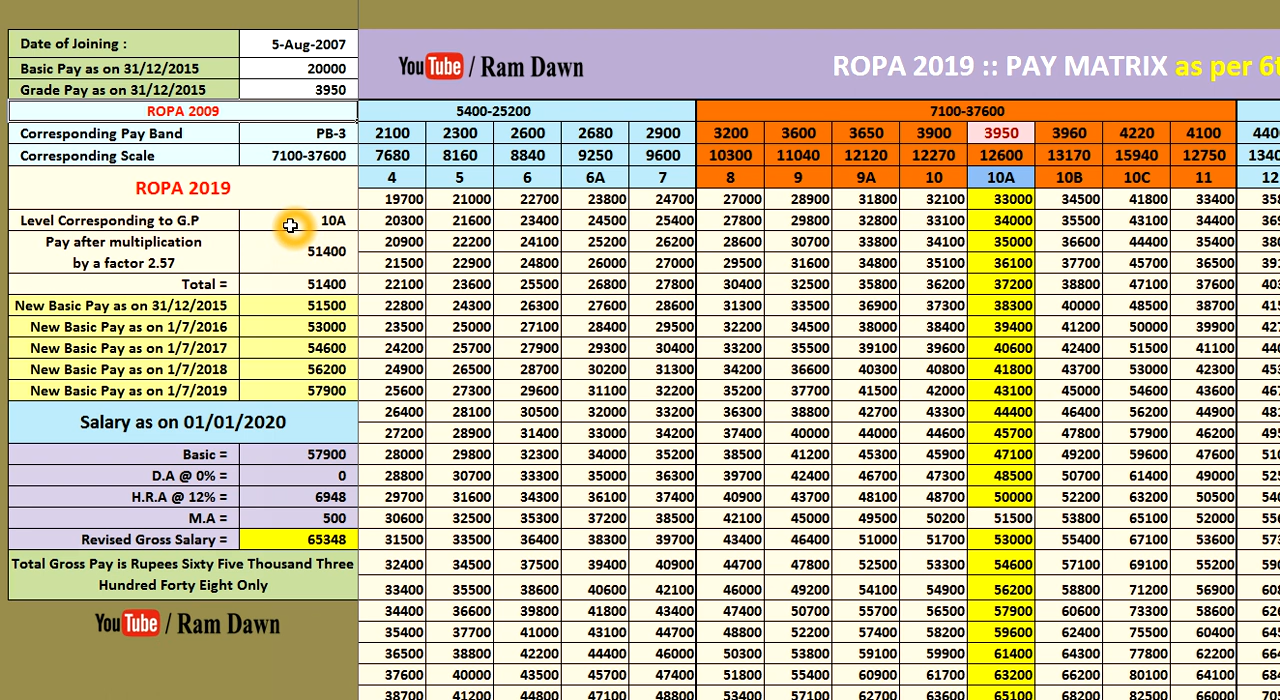 Date of Joining : 5-Aug-2007
Basic Pay as on 31/12/2015 20000
Grade Pay as on 31/12/2015 3950
YouTube / Ram Dawn
ROPA 2019 :: PAY MATRIX as per
ROPA 2009 5400-25200 7100-37600
Corresponding Pay Band PB-3 2100 2300 2600 2680 2900 3200 3600 3650 3900 3950 3960 4220 4100
Corresponding Scale 7100-37600 7680 8160 8840 9250 9600 10300 11040 12120 12270 12600 13170 15940 12750
ROPA 2019 4 5 6 6A 7 8 9 9A 10 10A 10B 10C 11 12
19700 21000 22700 23800 24700 27000 28900 31800 32100 33000 34500 41800 33400
Level Corresponding to G.P 10A 20300 21600 23400 24500 25400 27800 29800 32800 33100 34000 35500 43100 34400
Pay after multiplication 20900 22200 24100 25200 26200 28600 30700 33800 34100 35000 36600 44400 35400
by a factor 2.57 51400 21500 22900 24800 26000 27000 29500 31600 34800 35100 36100 37700 45700 36500
Total = 51400 22100 23600 25500 26800 27800 30400 32500 35800 36200 37200 38800 47100 37600
New Basic Pay as on 31/12/2015 51500 22800 24300 26300 27600 28600 31300 33500 36900 37300 38300 40000 48500 38700
New Basic Pay as on 1/7/2016 53000 23500 25000 27100 28400 29500 32200 34500 38000 38400 39400 41200 50000 39900
New Basic Pay as on 1/7/2017 54600 24200 25700 27900 29300 30400 33200 35500 39100 39600 40600 42400 51500 41100
New Basic Pay as on 1/7/2018 56200 24900 26500 28700 30200 31300 34200 36600 40300 40800 41800 43700 53000 42300
New Basic Pay as on 1/7/2019 57900 25600 27300 29600 31100 32200 35200 37700 41500 42000 43100 45000 54600 43600
Salary as on 01/01/2020 26400 28100 30500 32000 33200 36300 38800 42700 43300 44400 46400 56200 44900
27200 28900 31400 33000 34200 37400 40000 44000 44600 45700 47800 57900 46200
Basic = 57900 28000 29800 32300 34000 35200 38500 41200 45300 45900 47100 49200 59600 47600
D.A @ 0% = 0 28800 30700 33300 35000 36300 39700 42400 46700 47300 48500 50700 61400 49000
H.R.A @ 12% = 6948 29700 31600 34300 36100 37400 40900 43700 48100 48700 50000 52200 63200 50500
M.A = 500 30600 32500 35300 37200 38500 42100 45000 49500 50200 51500 53800 65100 52000
Revised Gross Salary = 65348 31500 33500 36400 38300 39700 43400 46400 51000 51700 53000 55400 67100 53600
Total Gross Pay is Rupees Sixty Five Thousand Three 32400 34500 37500 39400 40900 44700 47800 52500 53300 54600 57100 69100 55200
Hundred Forty Eight Only 33400 35500 38600 40600 42100 46000 49200 54100 54900 56200 58800 71200 56900
34400 36600 39800 41800 43400 47400 50700 55700 56500 57900 60600 73300 58600
YouTube / Ram Dawn
35400 37700 41000 43100 44700 48800 52200 57400 58200 59600 62400 75500 60400
36500 38800 42200 44400 46000 50300 53800 59100 59900 61400 64300 77800 62200
37600 40000 43500 45700 47400 51800 55400 60900 61700 63200 66200 80100 64100
38700 41200 44800 47100 48800 53400 57100 62700 63600 65100 68200 82500 66000